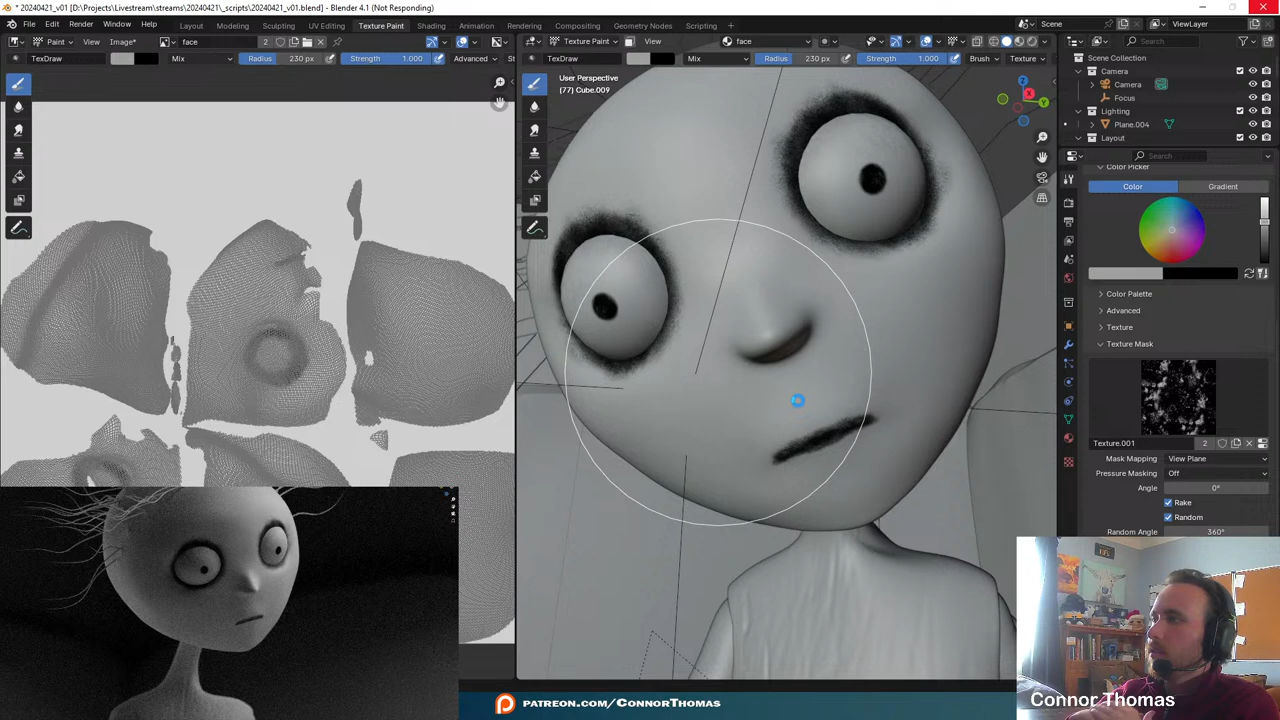 * 20240421_v01 [D:\Projects\Livestream\streams\20240421\_scripts\20240421_v01.blend] - Blender 4.1 (Not Responding)
File Edit Render Window Help Layout Modeling Sculpting UV Editing Texture Paint Shading Animation Rendering Compositing Geometry Nodes Scripting + Scene ViewLayer
Paint View Image* face 2
TexDraw Mix Radius 230 px Strength 1.000 Advanced St
Texture Paint View face
TexDraw Mix Radius 230 px Strength 1.000 Brush Texture
User Perspective
[77] Cube.009
X
Y
Z
Search
Scene Collection
Camera
Camera
Focus
Lighting
Plane.004
Layout
Search
Color Picker
Color Gradient
Color Palette
Advanced
Texture
Texture Mask
Texture.001 2
Mask Mapping View Plane
Pressure Masking Off
Angle 0°
Rake
Random
Random Angle 360°
PATREON.COM/CONNORTHOMAS
Connor Thomas